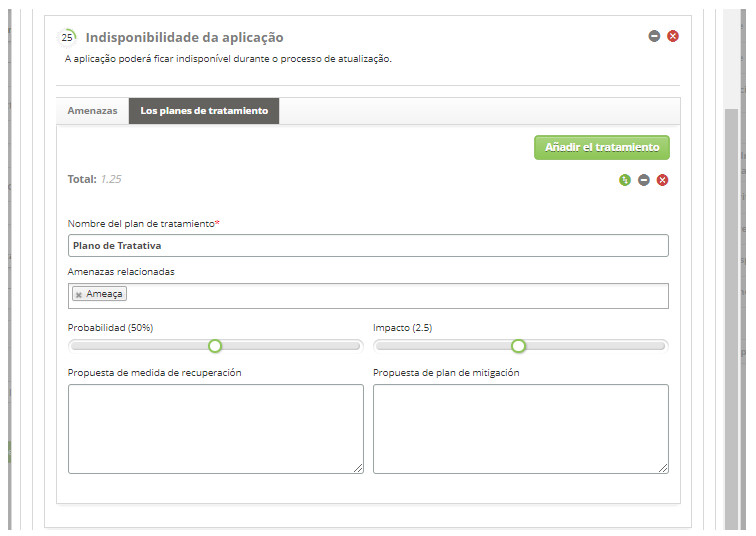 25 Indisponibilidade da aplicação
A aplicação poderá ficar indisponível durante o processo de atualização.
Amenazas Los planes de tratamiento
Añadir el tratamiento
Total: 1.25
Nombre del plan de tratamiento*
Plano de Tratativa
Amenazas relacionadas
Ameaça
Probabilidad (50%) Impacto (2.5)
Propuesta de medida de recuperación Propuesta de plan de mitigación